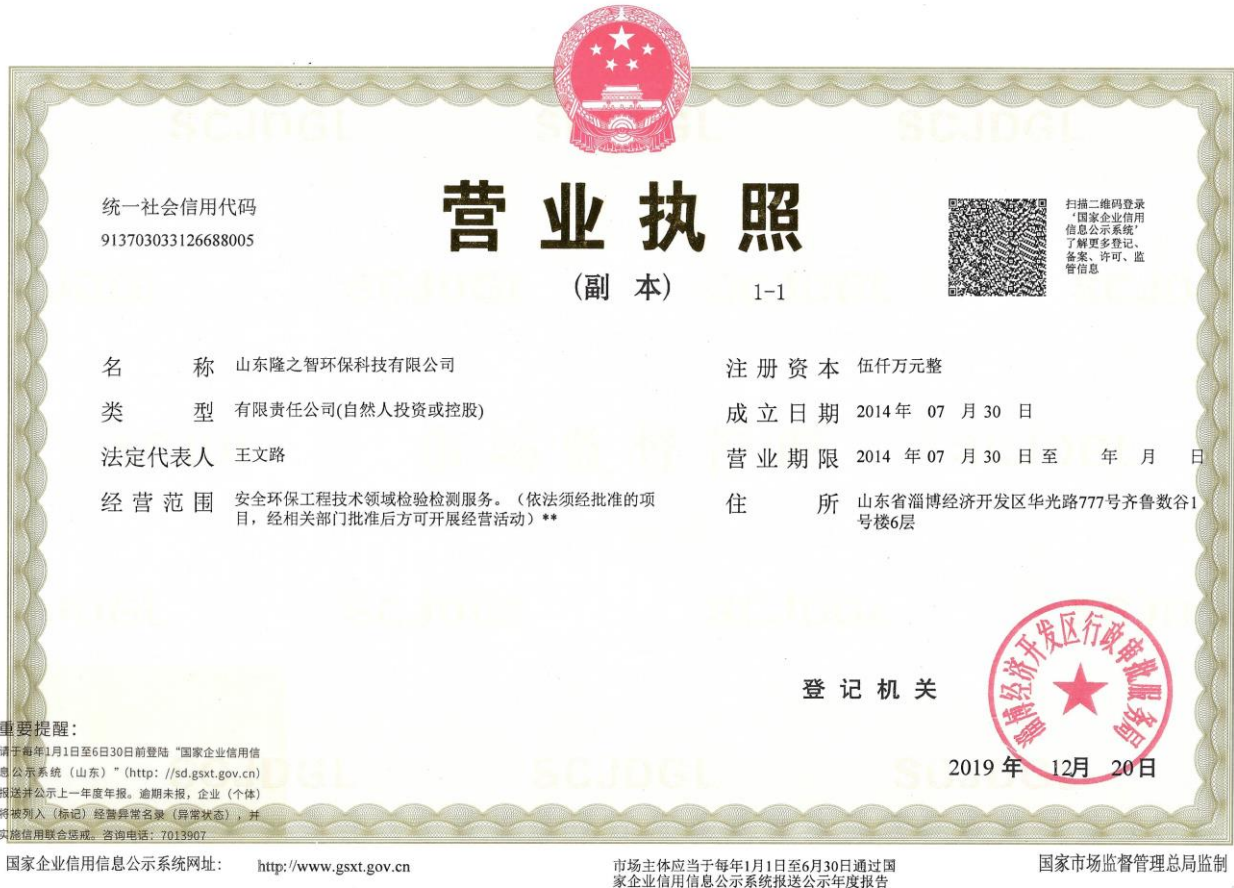 统一社会信用代码
913703033126688005
营业执照
(副 本) 1-1
扫描二维码登录
‘国家企业信用
信息公示系统’
了解更多登记、
备案、许可、监
管信息
名 称 山东隆之智环保科技有限公司
类 型 有限责任公司(自然人投资或控股)
法定代表人 王文路
经营范围 安全环保工程技术领域检验检测服务。（依法须经批准的项
目，经相关部门批准后方可开展经营活动）**
注册资本 伍仟万元整
成立日期 2014年 07 月 30 日
营业期限 2014 年 07 月 30 日 至 年 月 日
住 所 山东省淄博经济开发区华光路777号齐鲁数谷1
号楼6层
登记机关
淄博经济开发区行政审批服务局
2019 年 12月 20日
重要提醒：
请于每年1月1日至6日30日前登陆“国家企业信用信
息公示系统（山东）”(http: //sd.gsxt.gov.cn)
报送并公示上一年度年报。逾期未报，企业（个体）
将被列入（标记）经营异常名录（异常状态），并
实施信用联合惩戒。咨询电话：7013907
国家企业信用信息公示系统网址： http://www.gsxt.gov.cn
市场主体应当于每年1月1日至6月30日通过国
家企业信用信息公示系统报送公示年度报告
国家市场监督管理总局监制
SCJDGL